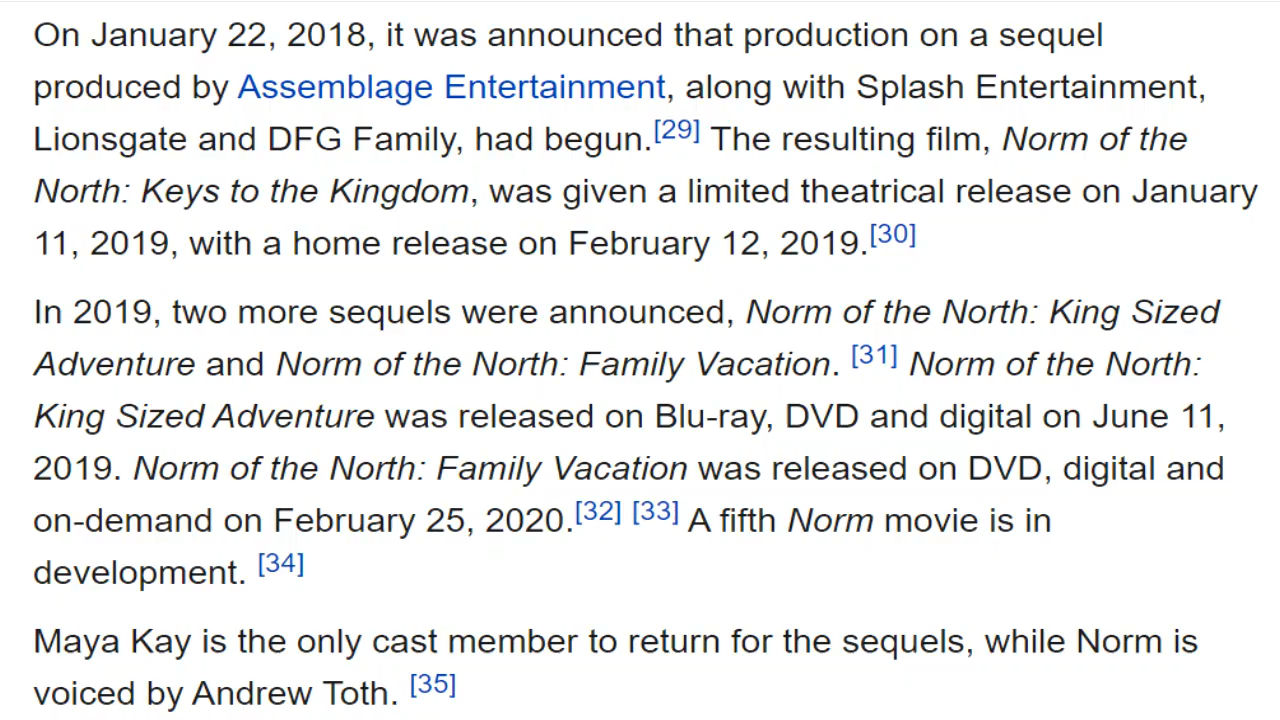 On January 22, 2018, it was announced that production on a sequel
produced by Assemblage Entertainment, along with Splash Entertainment,
Lionsgate and DFG Family, had begun.[29] The resulting film, Norm of the
North: Keys to the Kingdom, was given a limited theatrical release on January
11, 2019, with a home release on February 12, 2019.[30]
In 2019, two more sequels were announced, Norm of the North: King Sized
Adventure and Norm of the North: Family Vacation. [31] Norm of the North:
King Sized Adventure was released on Blu-ray, DVD and digital on June 11,
2019. Norm of the North: Family Vacation was released on DVD, digital and
on-demand on February 25, 2020.[32] [33] A fifth Norm movie is in
development. [34]
Maya Kay is the only cast member to return for the sequels, while Norm is
voiced by Andrew Toth. [35]